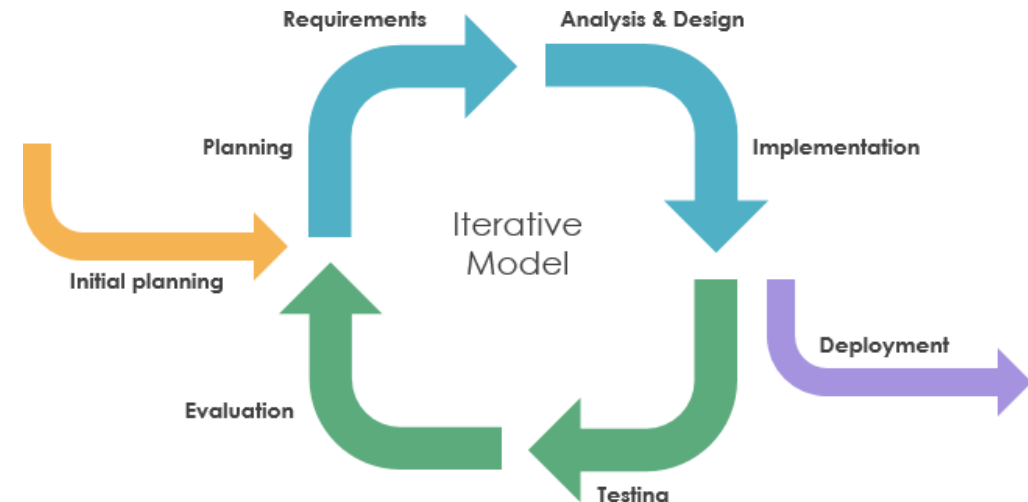 Requirements
Analysis & Design
Planning
Implementation
Iterative
Model
Initial planning
Deployment
Evaluation
Testing